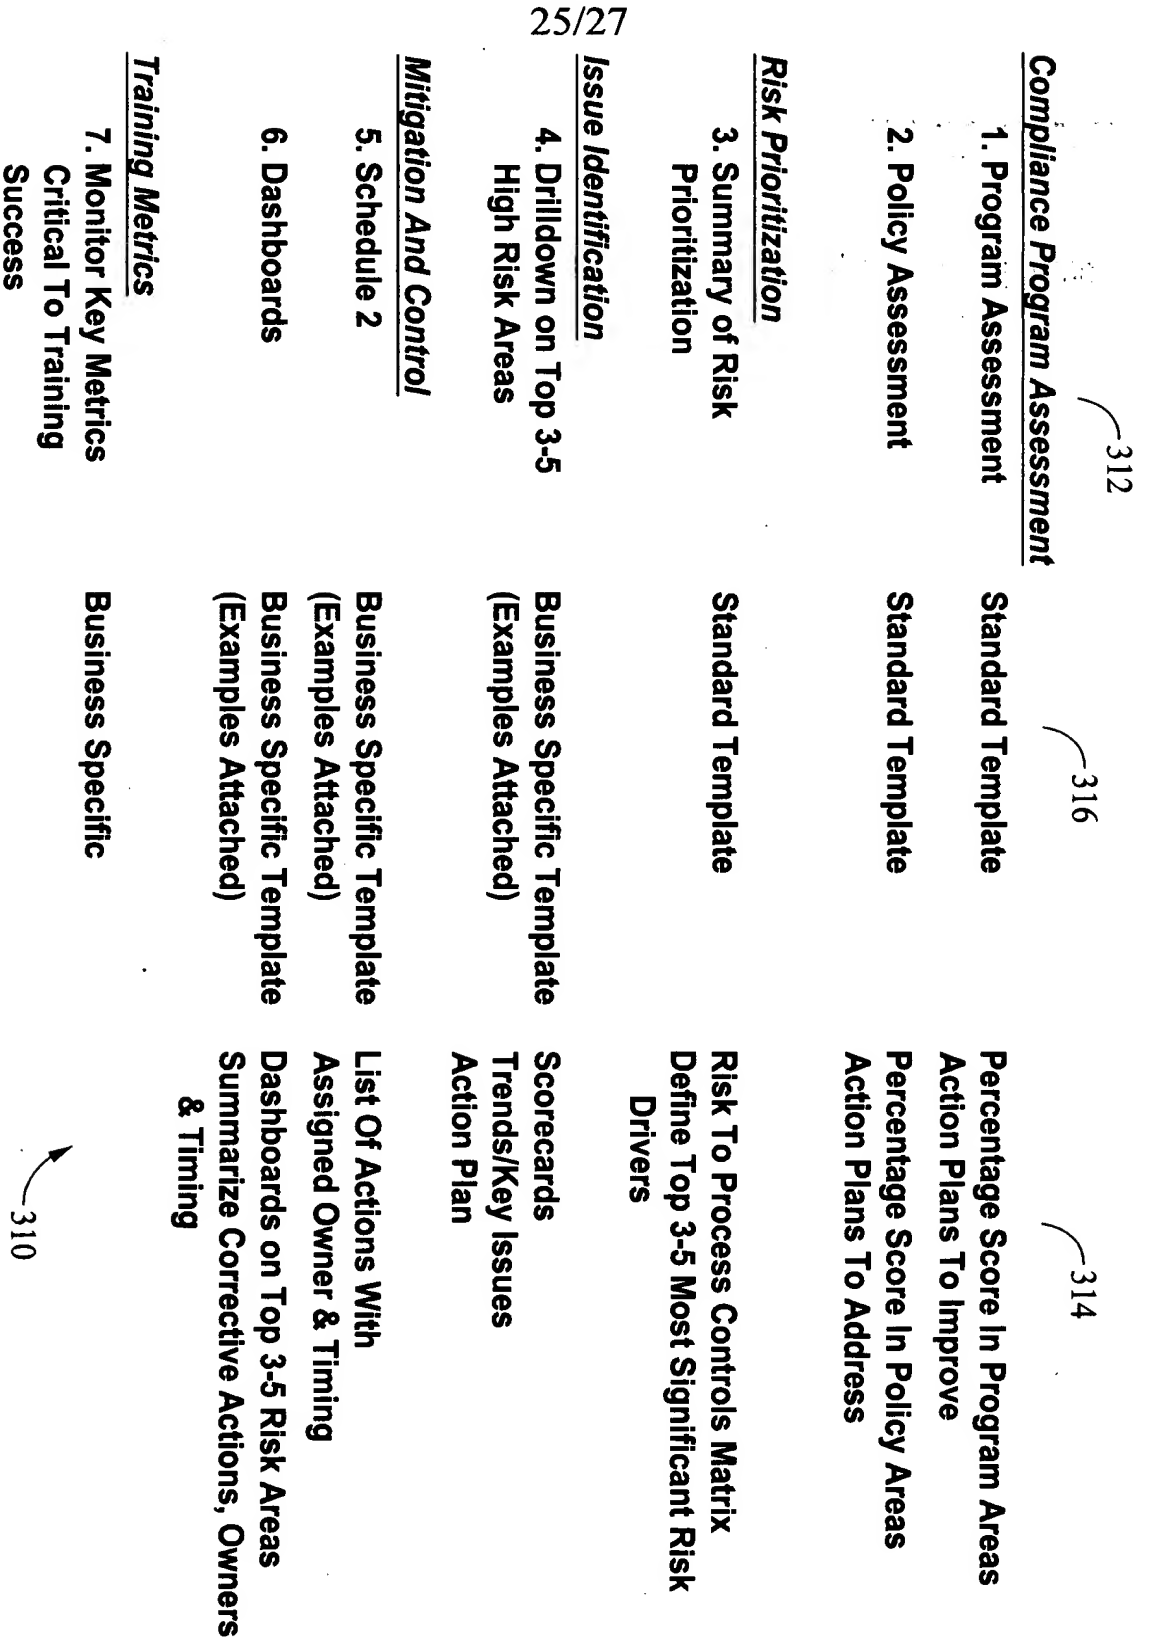 25/27
312
316
314
Compliance Program Assessment
1. Program Assessment
Standard Template
Percentage Score In Program Areas
Action Plans To Improve
2. Policy Assessment
Standard Template
Percentage Score In Policy Areas
Action Plans To Address
Risk Prioritization
3. Summary of Risk
Prioritization
Standard Template
Risk To Process Controls Matrix
Define Top 3-5 Most Significant Risk
Drivers
Issue Identification
4. Drilldown on Top 3-5
High Risk Areas
Business Specific Template
(Examples Attached)
Scorecards
Trends/Key Issues
Action Plan
Mitigation And Control
5. Schedule 2
Business Specific Template
(Examples Attached)
List Of Actions With
Assigned Owner & Timing
6. Dashboards
Business Specific Template
(Examples Attached)
Dashboards on Top 3-5 Risk Areas
Summarize Corrective Actions, Owners
& Timing
Training Metrics
7. Monitor Key Metrics
Critical To Training
Success
Business Specific
310